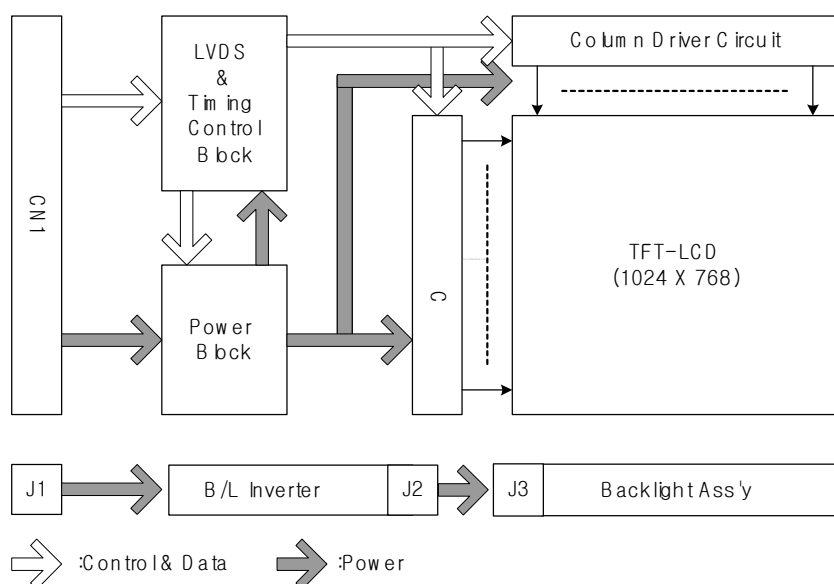 LVDS
&
Timing
Control
Block
Column Driver Circuit
CN1
C
TFT-LCD
(1024 X 768)
Power
Block
J1
B/L Inverter
J2
J3
Backlight Ass'y
:Control & Data
:Power